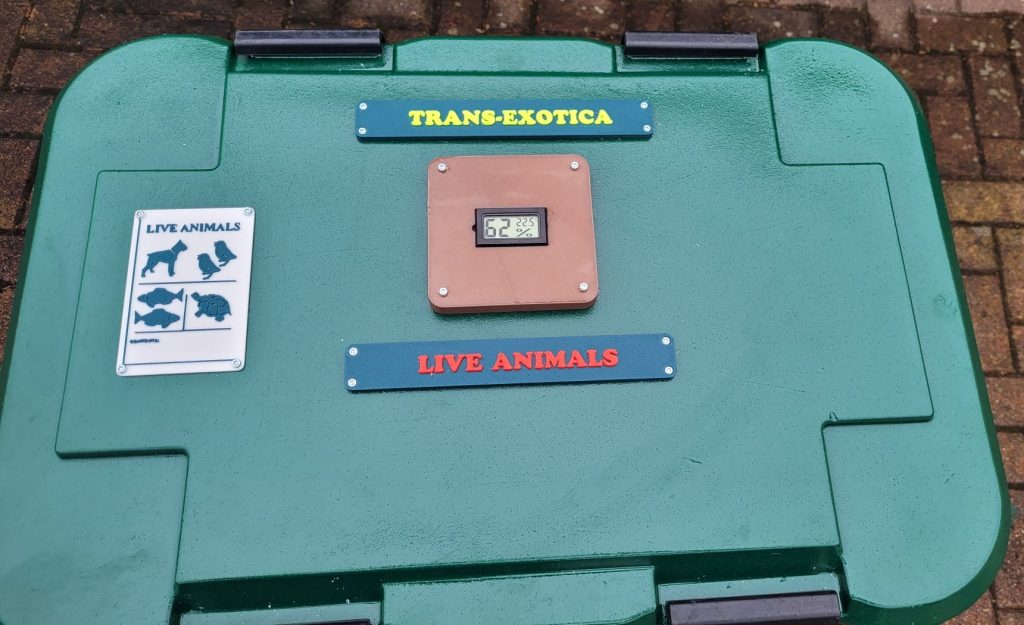 TRANS-EXOTICA
62% 22.5
LIVE ANIMALS
LIVE ANIMALS